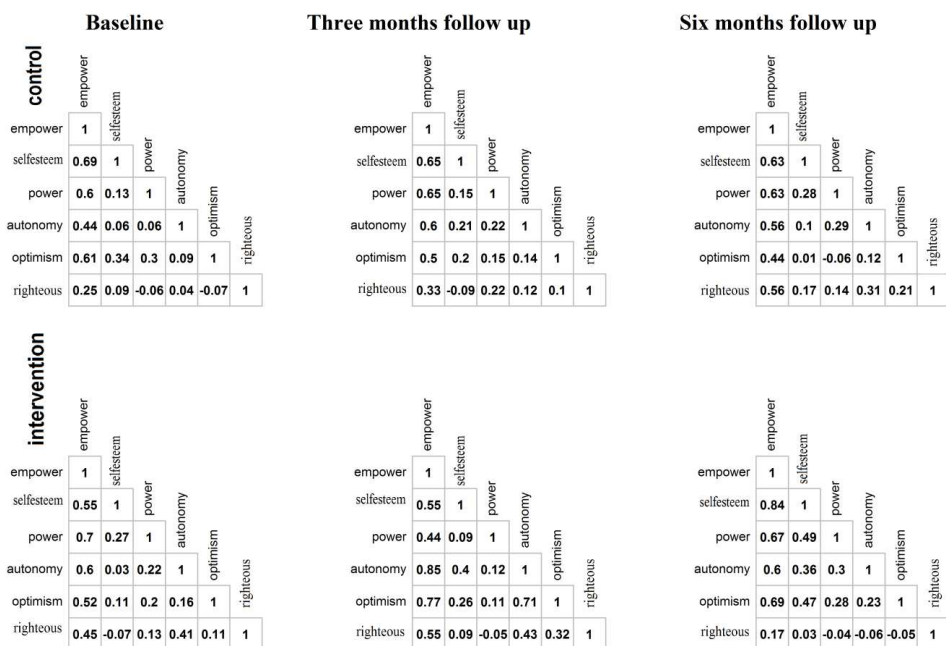 Baseline Three months follow up Six months follow up
control
empower empower empower
selfesteem selfesteem selfesteem
power power power
autonomy autonomy autonomy
optimism optimism optimism
righteous righteous righteous
empower 1 empower 1 empower 1
selfesteem 0.69 1 selfesteem 0.65 1 selfesteem 0.63 1
power 0.6 0.13 1 power 0.65 0.15 1 power 0.63 0.28 1
autonomy 0.44 0.06 0.06 1 autonomy 0.6 0.21 0.22 1 autonomy 0.56 0.1 0.29 1
optimism 0.61 0.34 0.3 0.09 1 optimism 0.5 0.2 0.15 0.14 1 optimism 0.44 0.01 -0.06 0.12 1
righteous 0.25 0.09 -0.06 0.04 -0.07 1 righteous 0.33 -0.09 0.22 0.12 0.1 1 righteous 0.56 0.17 0.14 0.31 0.21 1
intervention
empower empower empower
selfesteem selfesteem selfesteem
power power power
autonomy autonomy autonomy
optimism optimism optimism
righteous righteous righteous
empower 1 empower 1 empower 1
selfesteem 0.55 1 selfesteem 0.55 1 selfesteem 0.84 1
power 0.7 0.27 1 power 0.44 0.09 1 power 0.67 0.49 1
autonomy 0.6 0.03 0.22 1 autonomy 0.85 0.4 0.12 1 autonomy 0.6 0.36 0.3 1
optimism 0.52 0.11 0.2 0.16 1 optimism 0.77 0.26 0.11 0.71 1 optimism 0.69 0.47 0.28 0.23 1
righteous 0.45 -0.07 0.13 0.41 0.11 1 righteous 0.55 0.09 -0.05 0.43 0.32 1 righteous 0.17 0.03 -0.04 -0.06 -0.05 1